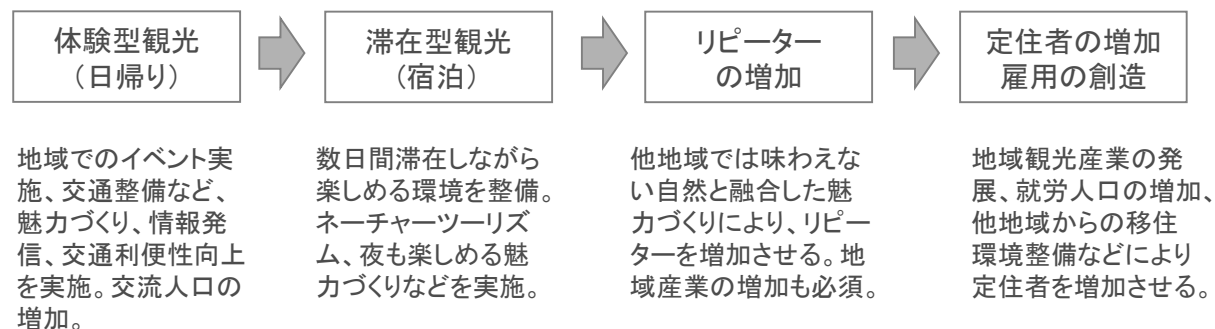 体験型観光
（日帰り）
地域でのイベント実
施、交通整備など、
魅力づくり、情報発
信、交通利便性向上
を実施。交流人口の
増加。
滞在型観光
（宿泊）
数日間滞在しながら
楽しめる環境を整備。
ネーチャーツーリズ
ム、夜も楽しめる魅
力づくりなどを実施。
リピーター
の増加
他地域では味わえな
い自然と融合した魅
力づくりにより、リピー
ターを増加させる。地
域産業の増加も必須。
定住者の増加
雇用の創造
地域観光産業の発
展、就労人口の増加、
他地域からの移住
環境整備などにより
定住者を増加させる。